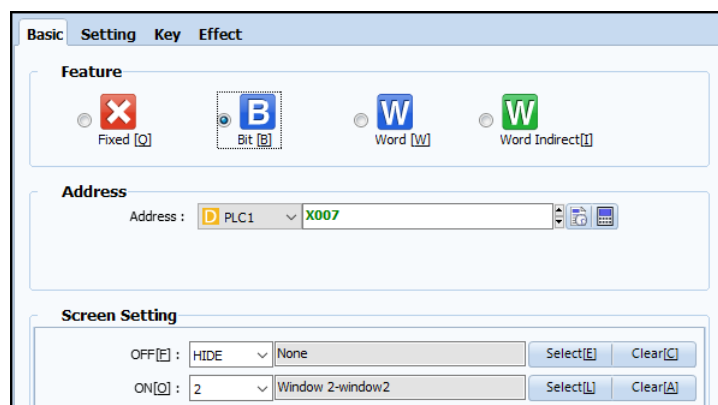 Basic Setting Key Effect
Feature
Fixed [Q] B Bit [B] W Word [W] W Word Indirect[I]
Address
Address : D PLC1 X007
Screen Setting
OFF[F] : HIDE None Select[E] Clear[C]
ON[O] : 2 Window 2-window2 Select[L] Clear[A]